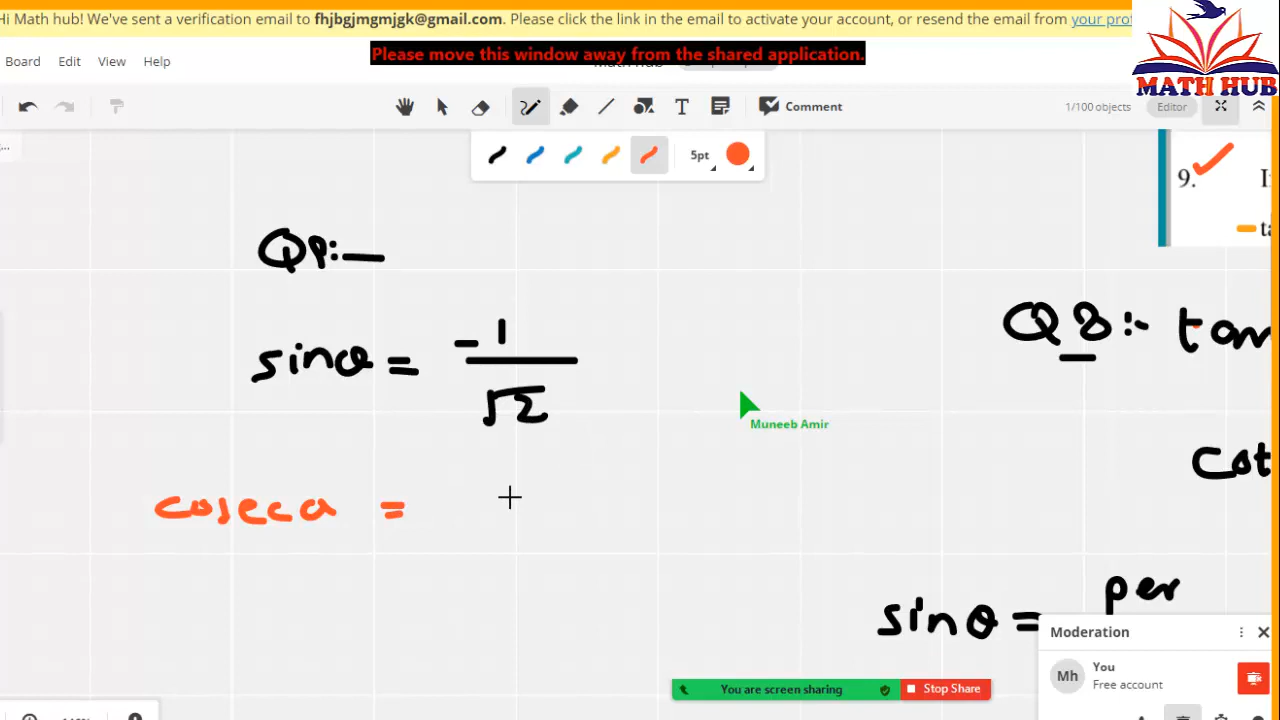 Hi Math hub! We've sent a verification email to fhjbgjmgmjgk@gmail.com. Please click the link in the email to activate your account, or resend the email from your prof
Please move this window away from the shared application.
MATH HUB
Board Edit View Help
Comment
1/100 objects
Editor
5pt
9.
Q9:—
Q 8 :- tan
sinθ = -1/√2
Muneeb Amir
cot
cosecθ =
per
sinθ =
Moderation
Mh
You
Free account
You are screen sharing
Stop Share